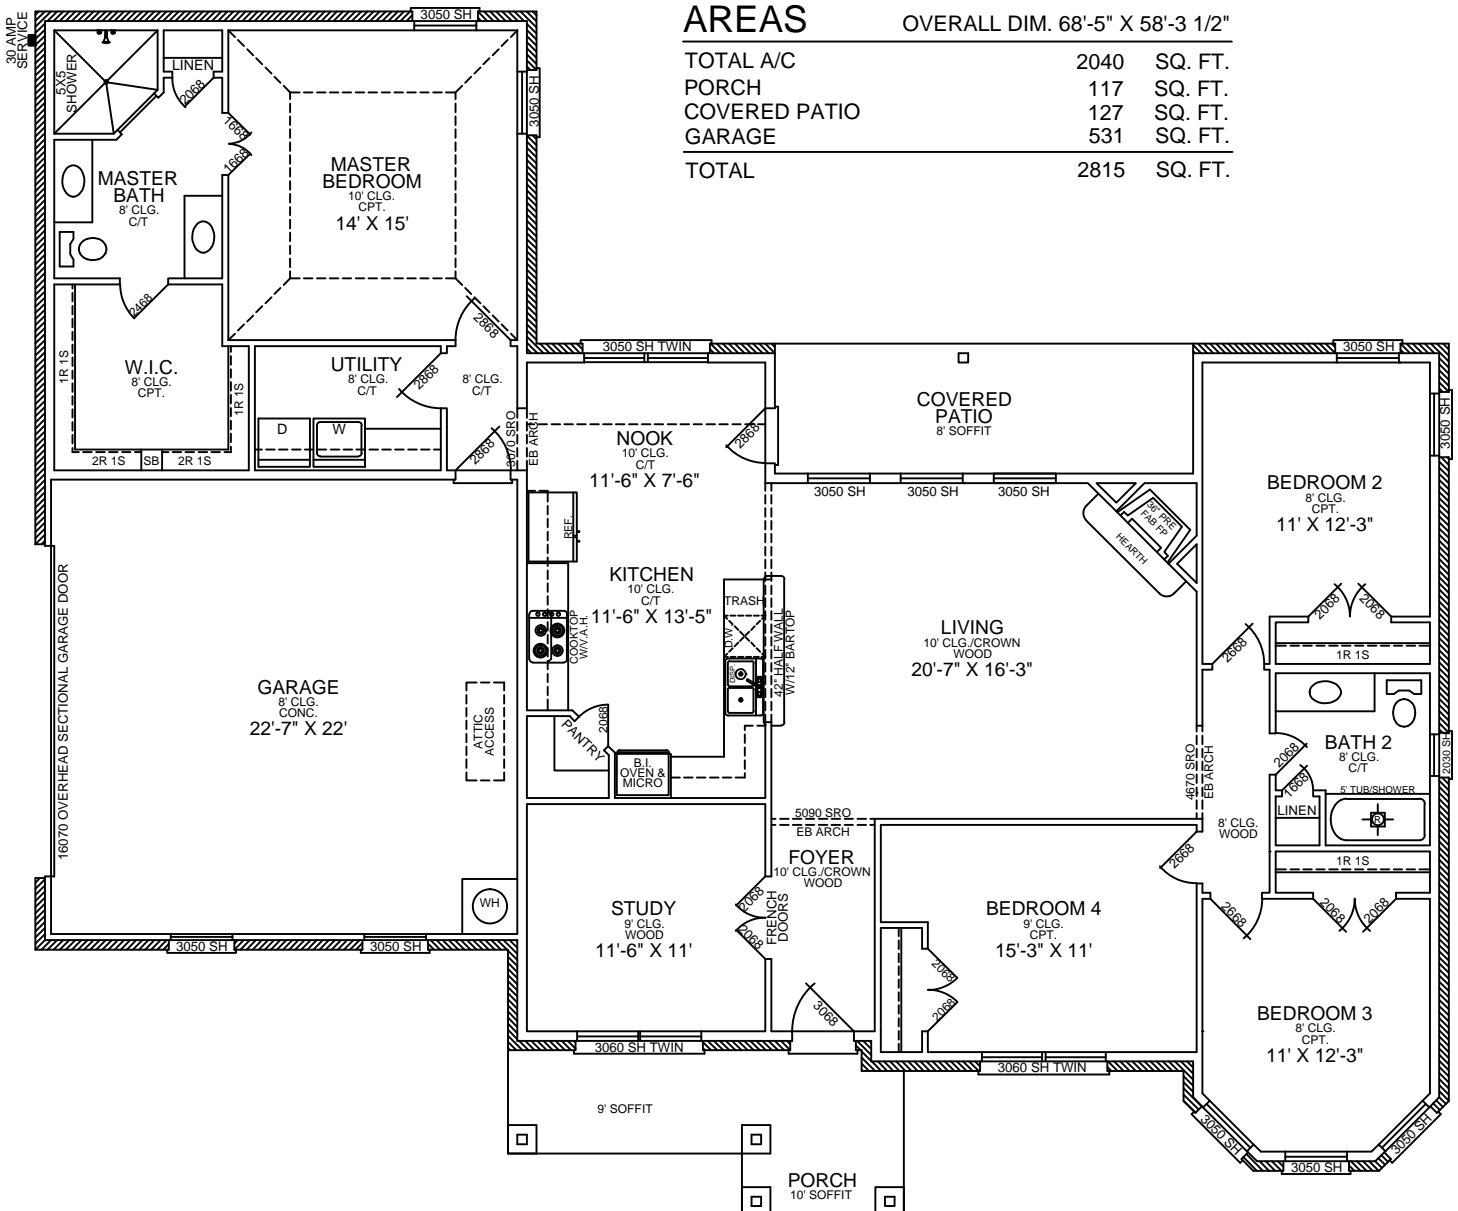 AREAS OVERALL DIM. 68'-5" X 58'-3 1/2"
TOTAL A/C 2040 SQ. FT.
PORCH 117 SQ. FT.
COVERED PATIO 127 SQ. FT.
GARAGE 531 SQ. FT.
TOTAL 2815 SQ. FT.
30 AMP
SERVICE
3050 SH
3050 SH
5X5
SHOWER
LINEN
2068
1668
1668
MASTER
BATH
8' CLG.
C/T
MASTER
BEDROOM
10' CLG.
CPT.
14' X 15'
2468
2868
W.I.C.
8' CLG.
CPT.
1R 1S
1R 1S
2R 1S
SB
2R 1S
UTILITY
8' CLG.
C/T
2868
D
W
8' CLG.
C/T
2868
3070 SRO
EB ARCH
3050 SH TWIN
NOOK
10' CLG.
C/T
11'-6" X 7'-6"
2868
COVERED
PATIO
8' SOFFIT
3050 SH
3050 SH
3050 SH
36" PRE
FAB FP
HEARTH
3050 SH
3050 SH
BEDROOM 2
8' CLG.
CPT.
11' X 12'-3"
2068
2068
1R 1S
2668
REF.
KITCHEN
10' CLG.
C/T
11'-6" X 13'-5"
COOKTOP
W/V.A.H.
TRASH
D.W.
DISP
42" HALF WALL
W/12" BARTOP
LIVING
10' CLG./CROWN
WOOD
20'-7" X 16'-3"
PANTRY
2068
B.I.
OVEN &
MICRO
16070 OVERHEAD SECTIONAL GARAGE DOOR
GARAGE
8' CLG.
CONC.
22'-7" X 22'
ATTIC
ACCESS
WH
3050 SH
3050 SH
4670 SRO
EB ARCH
BATH 2
8' CLG.
C/T
2068
1668
2030 SH
5' TUB/SHOWER
LINEN
R
8' CLG.
WOOD
1R 1S
5090 SRO
EB ARCH
FOYER
10' CLG./CROWN
WOOD
2068
2068
FRENCH
DOORS
STUDY
9' CLG.
WOOD
11'-6" X 11'
3060 SH TWIN
3068
BEDROOM 4
9' CLG.
CPT.
15'-3" X 11'
2668
2068
2068
3060 SH TWIN
2668
2068
2068
BEDROOM 3
8' CLG.
CPT.
11' X 12'-3"
3050 SH
3050 SH
3050 SH
9' SOFFIT
PORCH
10' SOFFIT